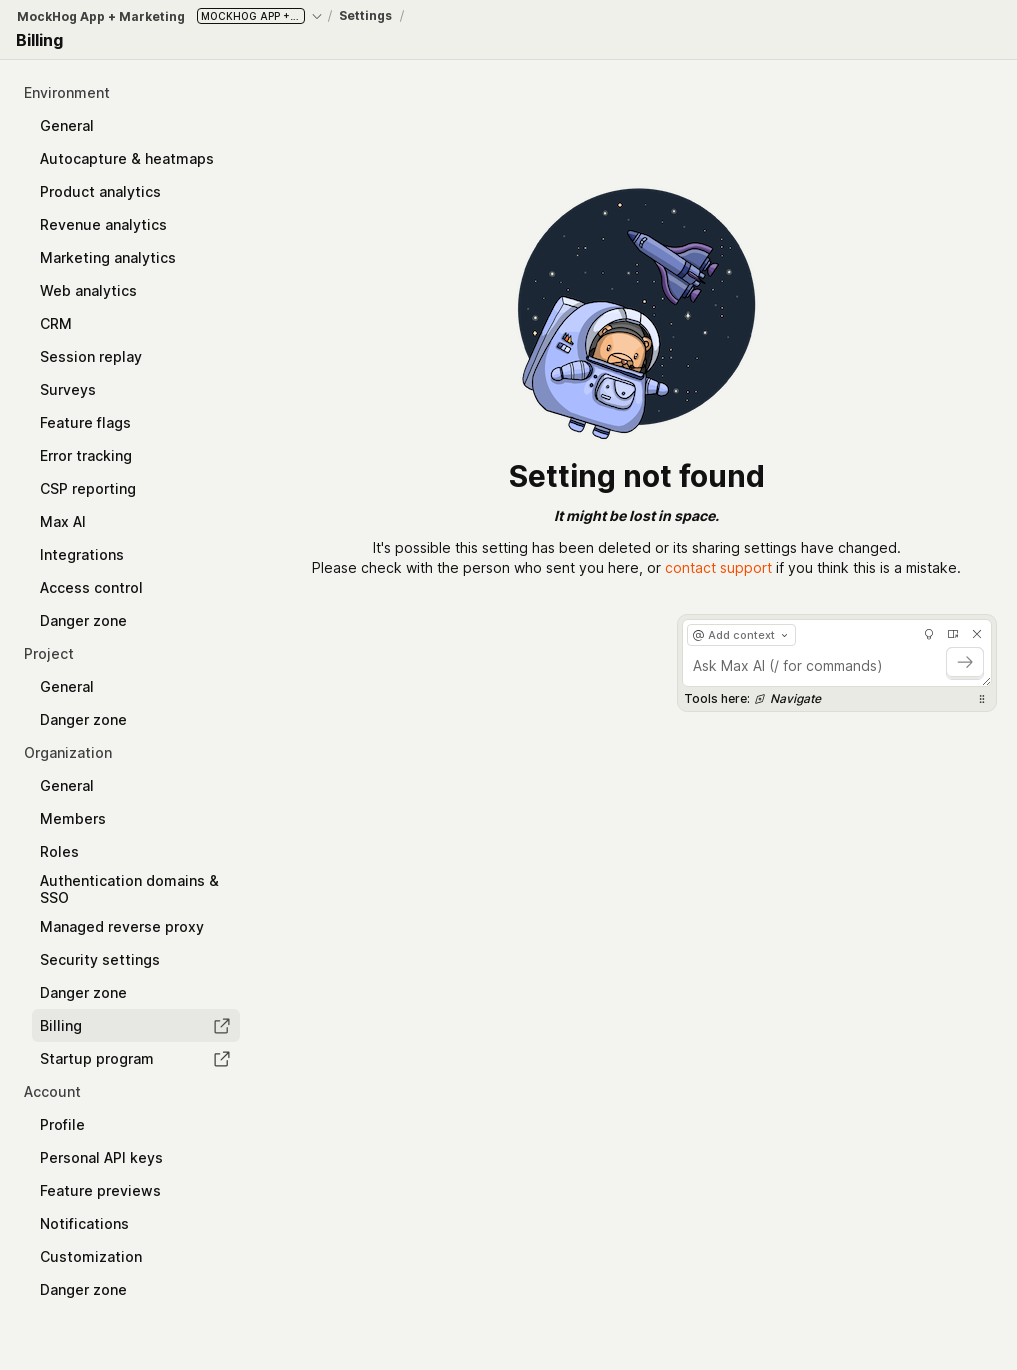 MockHog App + Marketing MOCKHOG APP +... / Settings /
Billing
Environment
General
Autocapture & heatmaps
Product analytics
Revenue analytics
Marketing analytics
Web analytics
CRM
Session replay
Surveys
Feature flags
Error tracking
CSP reporting
Max AI
Integrations
Access control
Danger zone
Project
General
Danger zone
Organization
General
Members
Roles
Authentication domains &
SSO
Managed reverse proxy
Security settings
Danger zone
Billing
Startup program
Account
Profile
Personal API keys
Feature previews
Notifications
Customization
Danger zone
Setting not found
It might be lost in space.
It's possible this setting has been deleted or its sharing settings have changed.
Please check with the person who sent you here, or contact support if you think this is a mistake.
@ Add context
Ask Max AI (/ for commands)
Tools here: Navigate